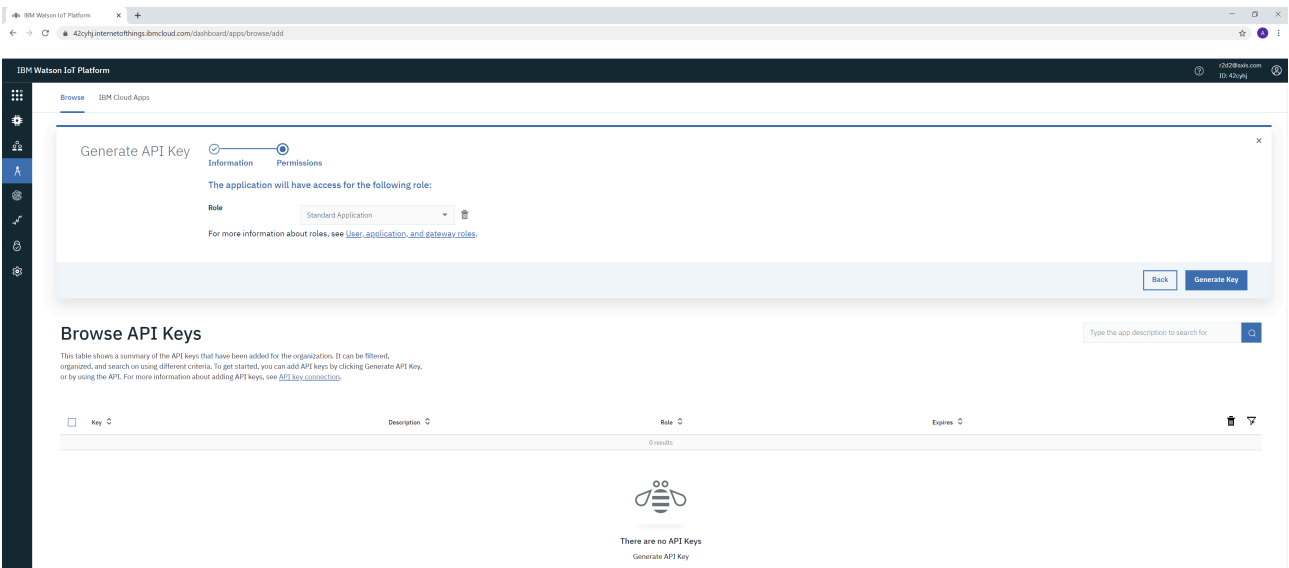 IBM Watson IoT Platform
42cyhj.internetofthings.ibmcloud.com/dashboard/apps/browse/add
A
IBM Watson IoT Platform
r2d2@axis.com
ID: 42cyhj
Browse
IBM Cloud Apps
Generate API Key
Information
Permissions
The application will have access for the following role:
Role
Standard Application
For more information about roles, see User, application, and gateway roles.
Back
Generate Key
Browse API Keys
Type the app description to search for
This table shows a summary of the API keys that have been added for the organization. It can be filtered,
organized, and search on using different criteria. To get started, you can add API keys by clicking Generate API Key,
or by using the API. For more information about adding API keys, see API key connection.
Key
Description
Role
Expires
0 results
There are no API Keys
Generate API Key